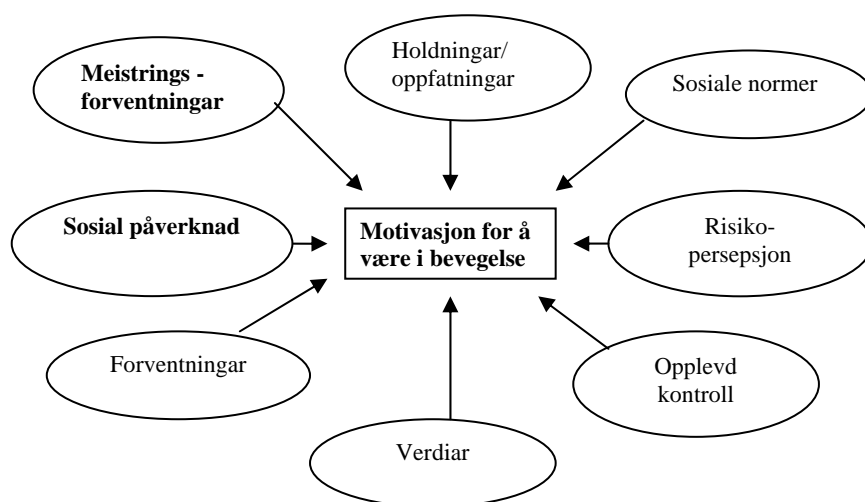 Meistrings -
forventningar
Holdningar/
oppfatningar
Sosiale normer
Sosial påverknad
Motivasjon for å
være i bevegelse
Risiko-
persepsjon
Forventningar
Opplevd
kontroll
Verdiar